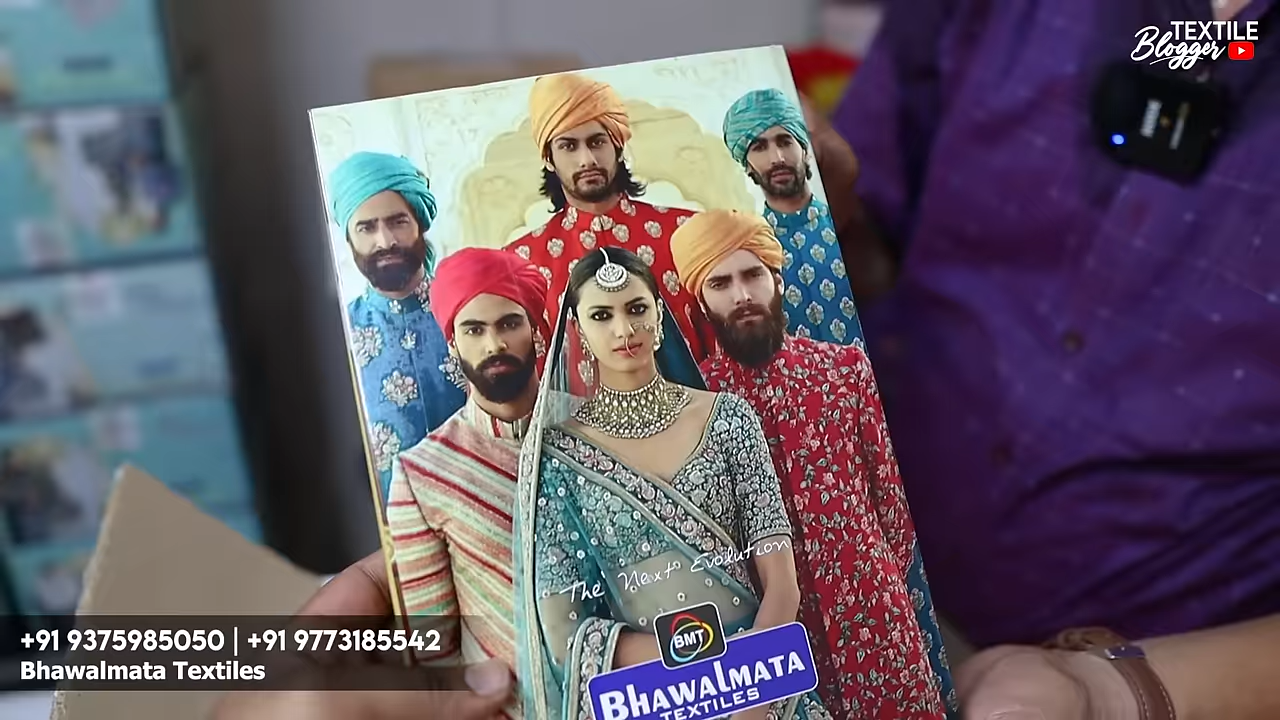 TEXTILE
Blogger
The Next Evolution
BMT
BHAWALMATA
TEXTILES
+91 9375985050 | +91 9773185542
Bhawalmata Textiles